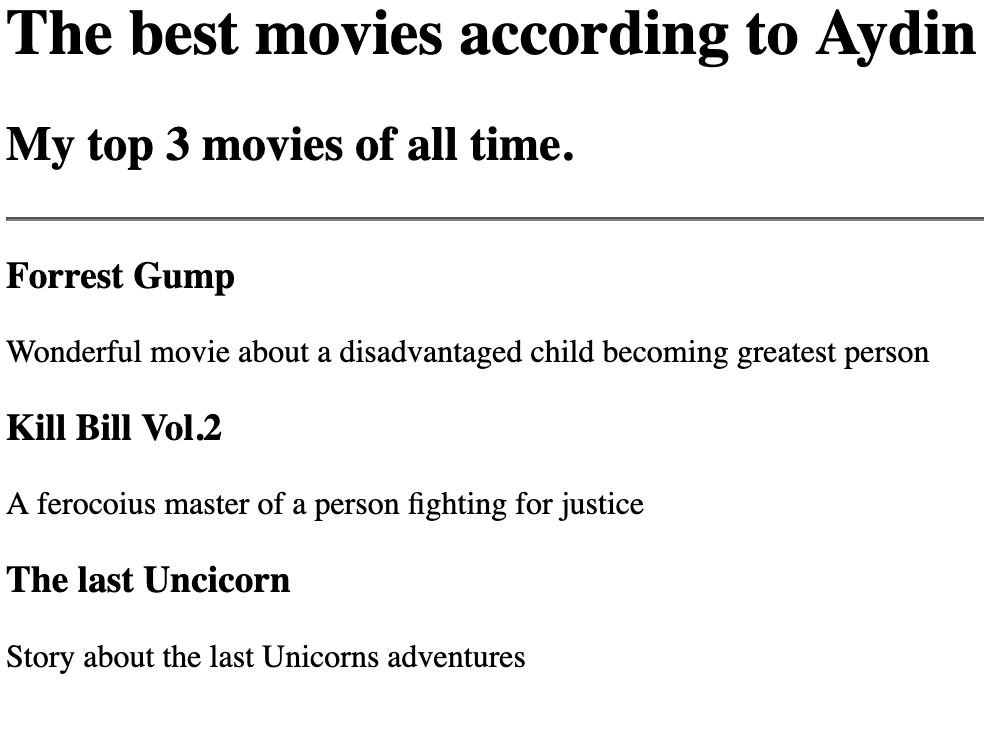 The best movies according to Aydin
My top 3 movies of all time.
Forrest Gump
Wonderful movie about a disadvantaged child becoming greatest person
Kill Bill Vol.2
A ferocoius master of a person fighting for justice
The last Uncicorn
Story about the last Unicorns adventures